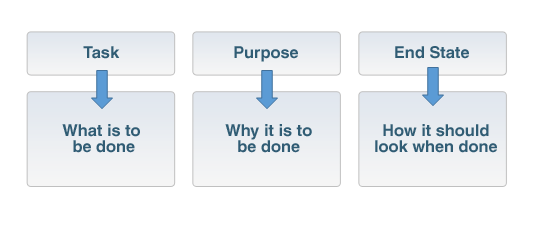 Task
What is to
be done
Purpose
Why it is to
be done
End State
How it should
look when done